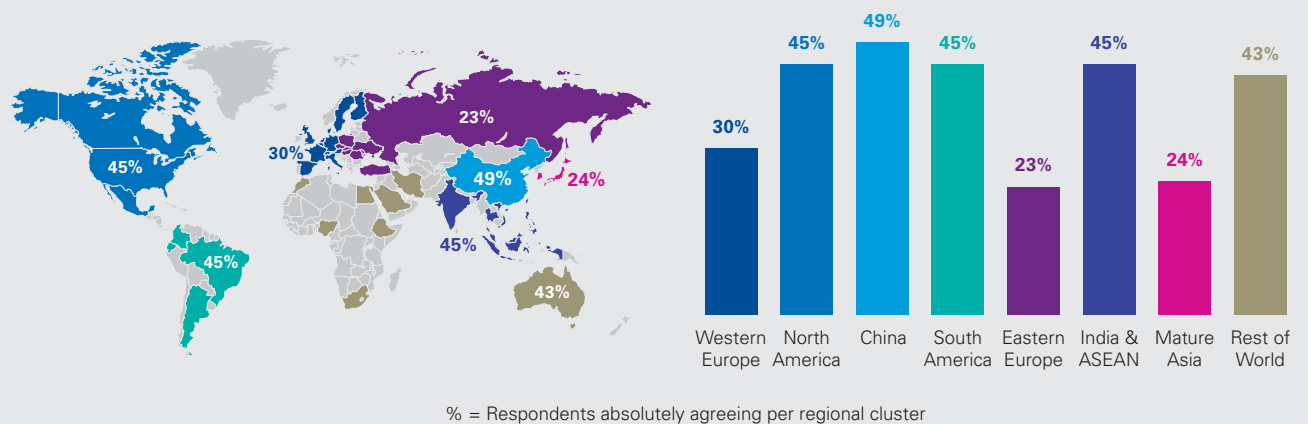 45%
30%
23%
49%
24%
45%
45%
43%
30%
45%
49%
45%
23%
45%
24%
43%
Western
Europe
North
America
China
South
America
Eastern
Europe
India &
ASEAN
Mature
Asia
Rest of
World
% = Respondents absolutely agreeing per regional cluster